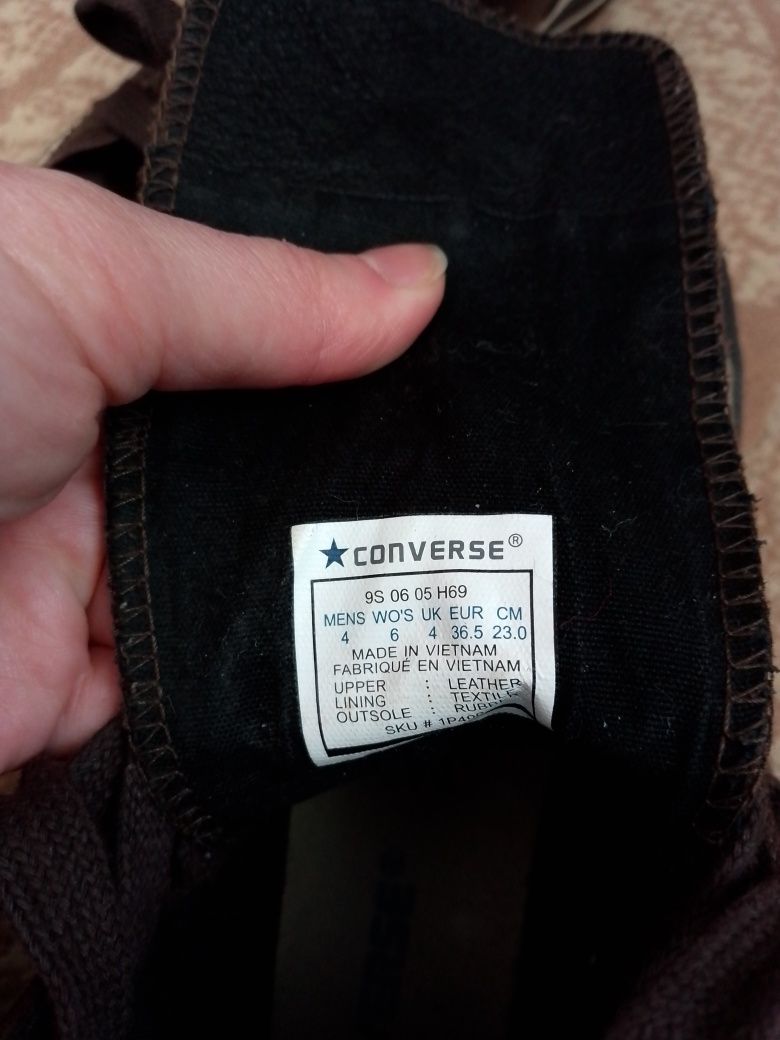 CONVERSE®
9S 06 05 H69
MENS WO'S UK EUR CM
4 6 4 36.5 23.0
MADE IN VIETNAM
FABRIQUÉ EN VIETNAM
UPPER : LEATHER
LINING : TEXTILE
OUTSOLE : RUBBER
SKU #